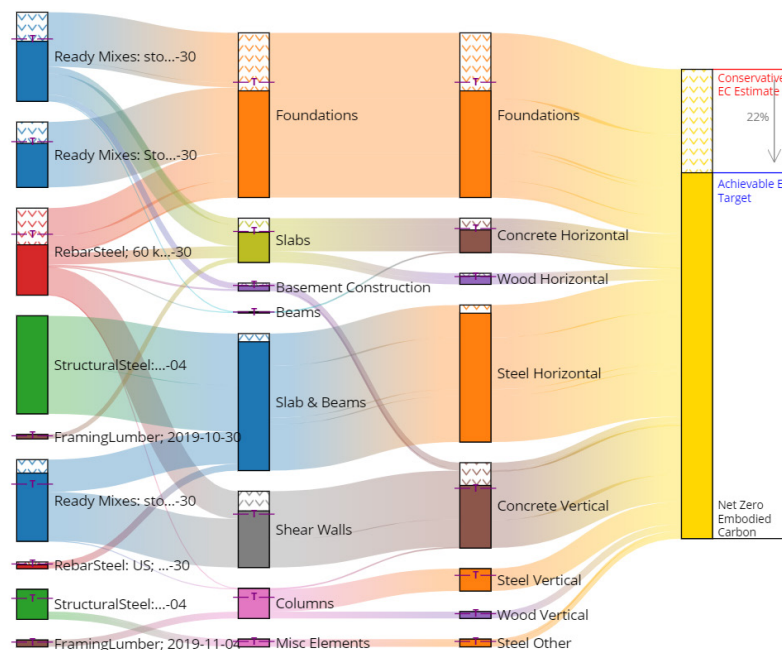 Ready Mixes: sto...-30
Ready Mixes: Sto...-30
RebarSteel; 60 k...-30
StructuralSteel:...-04
FramingLumber; 2019-10-30
Ready Mixes: sto...-30
RebarSteel: US; ...-30
StructuralSteel:...-04
FramingLumber; 2019-11-04
Foundations
Slabs
Basement Construction
Beams
Slab & Beams
Shear Walls
Columns
Misc Elements
Foundations
Concrete Horizontal
Wood Horizontal
Steel Horizontal
Concrete Vertical
Steel Vertical
Wood Vertical
Steel Other
Conservative
EC Estimate
22%
Achievable E
Target
Net Zero
Embodied
Carbon